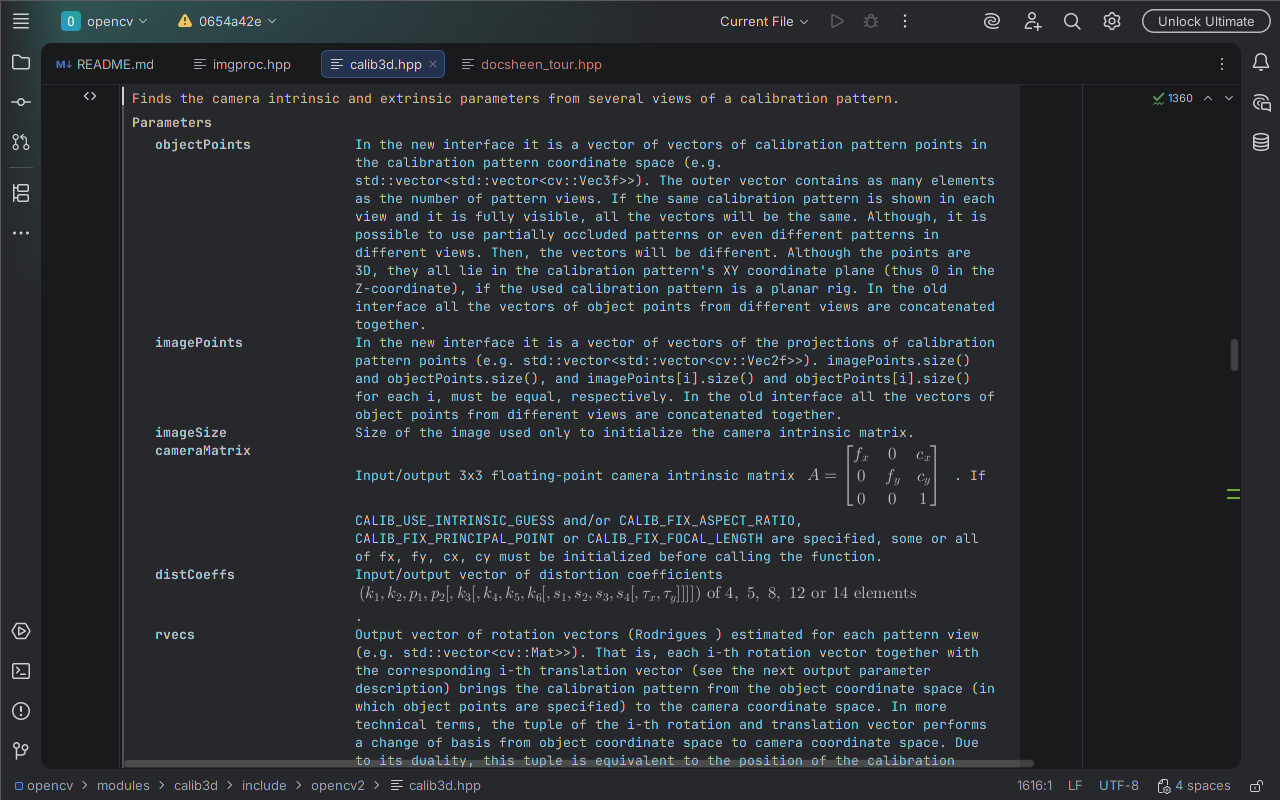 O opencv 0654a42e Current File Unlock Ultimate
M↓ README.md imgproc.hpp calib3d.hpp docsheen_tour.hpp
Finds the camera intrinsic and extrinsic parameters from several views of a calibration pattern. 1360
Parameters
objectPoints In the new interface it is a vector of vectors of calibration pattern points in
the calibration pattern coordinate space (e.g.
std::vector<std::vector<cv::Vec3f>>). The outer vector contains as many elements
as the number of pattern views. If the same calibration pattern is shown in each
view and it is fully visible, all the vectors will be the same. Although, it is
possible to use partially occluded patterns or even different patterns in
different views. Then, the vectors will be different. Although the points are
3D, they all lie in the calibration pattern's XY coordinate plane (thus 0 in the
Z-coordinate), if the used calibration pattern is a planar rig. In the old
interface all the vectors of object points from different views are concatenated
together.
imagePoints In the new interface it is a vector of vectors of the projections of calibration
pattern points (e.g. std::vector<std::vector<cv::Vec2f>>). imagePoints.size()
and objectPoints.size(), and imagePoints[i].size() and objectPoints[i].size()
for each i, must be equal, respectively. In the old interface all the vectors of
object points from different views are concatenated together.
imageSize Size of the image used only to initialize the camera intrinsic matrix.
cameraMatrix
f_x 0 c_x
Input/output 3x3 floating-point camera intrinsic matrix A = 0 f_y c_y . If
0 0 1
CALIB_USE_INTRINSIC_GUESS and/or CALIB_FIX_ASPECT_RATIO,
CALIB_FIX_PRINCIPAL_POINT or CALIB_FIX_FOCAL_LENGTH are specified, some or all
of fx, fy, cx, cy must be initialized before calling the function.
distCoeffs Input/output vector of distortion coefficients
(k_1, k_2, p_1, p_2[, k_3[, k_4, k_5, k_6[, s_1, s_2, s_3, s_4[, τ_x, τ_y]]]]) of 4, 5, 8, 12 or 14 elements
.
rvecs Output vector of rotation vectors (Rodrigues ) estimated for each pattern view
(e.g. std::vector<cv::Mat>>). That is, each i-th rotation vector together with
the corresponding i-th translation vector (see the next output parameter
description) brings the calibration pattern from the object coordinate space (in
which object points are specified) to the camera coordinate space. In more
technical terms, the tuple of the i-th rotation and translation vector performs
a change of basis from object coordinate space to camera coordinate space. Due
to its duality, this tuple is equivalent to the position of the calibration
opencv > modules > calib3d > include > opencv2 > calib3d.hpp 1616:1 LF UTF-8 4 spaces